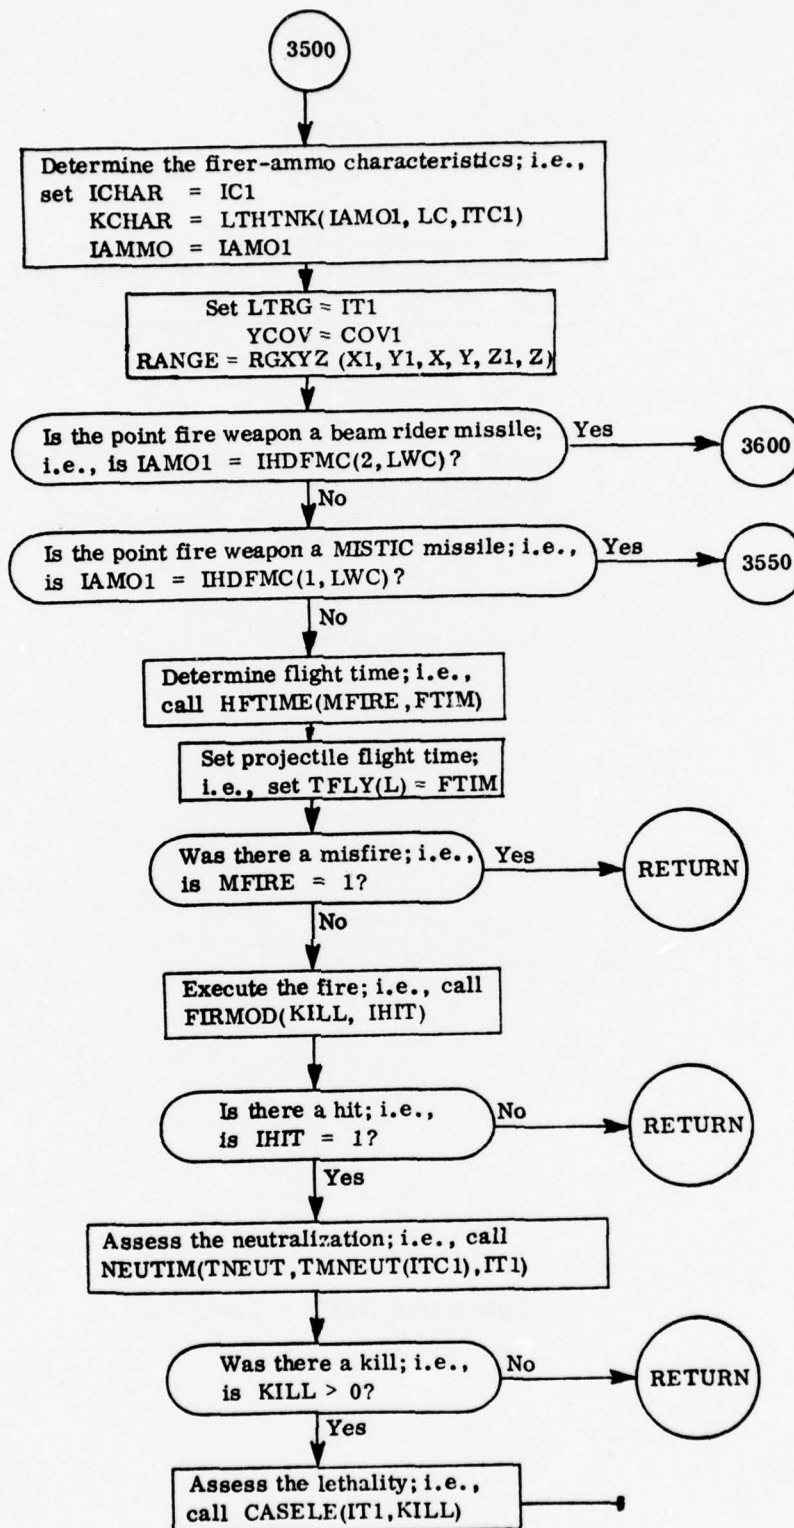 3500
Determine the firer-ammo characteristics; i.e.,
set ICHAR = IC1
KCHAR = LTHTNK(IAMO1, LC,ITC1)
IAMMO = IAMO1
Set LTRG = IT1
YCOV = COV1
RANGE = RGXYZ (X1, Y1, X, Y, Z1, Z)
Is the point fire weapon a beam rider missile;
i.e., is IAMO1 = IHDFMC(2, LWC)?
Yes
3600
No
Is the point fire weapon a MISTIC missile; i.e.,
is IAMO1 = IHDFMC(1, LWC)?
Yes
3550
No
Determine flight time; i.e.,
call HFTIME(MFIRE,FTIM)
Set projectile flight time;
i.e., set TFLY(L) = FTIM
Was there a misfire; i.e.,
is MFIRE = 1?
Yes
RETURN
No
Execute the fire; i.e., call
FIRMOD(KILL, IHIT)
Is there a hit; i.e.,
is IHIT = 1?
No
RETURN
Yes
Assess the neutralization; i.e., call
NEUTIM(TNEUT,TMNEUT(ITC1),IT1)
Was there a kill; i.e.,
is KILL > 0?
No
RETURN
Yes
Assess the lethality; i.e.,
call CASELE(IT1,KILL)